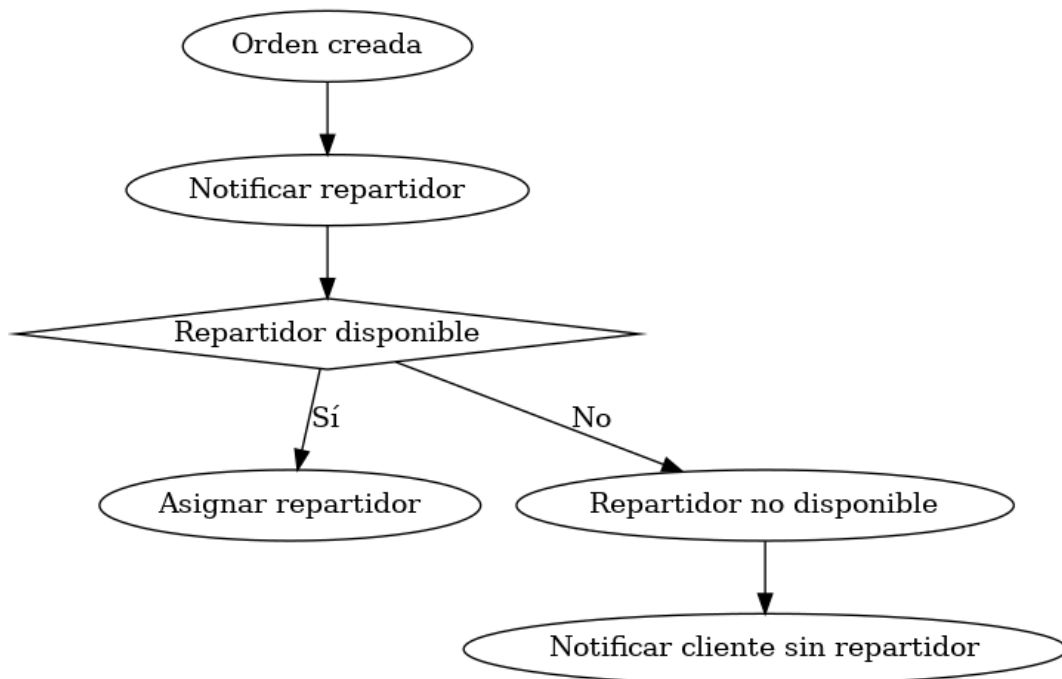 Orden creada
Notificar repartidor
Repartidor disponible
Sí
No
Asignar repartidor
Repartidor no disponible
Notificar cliente sin repartidor